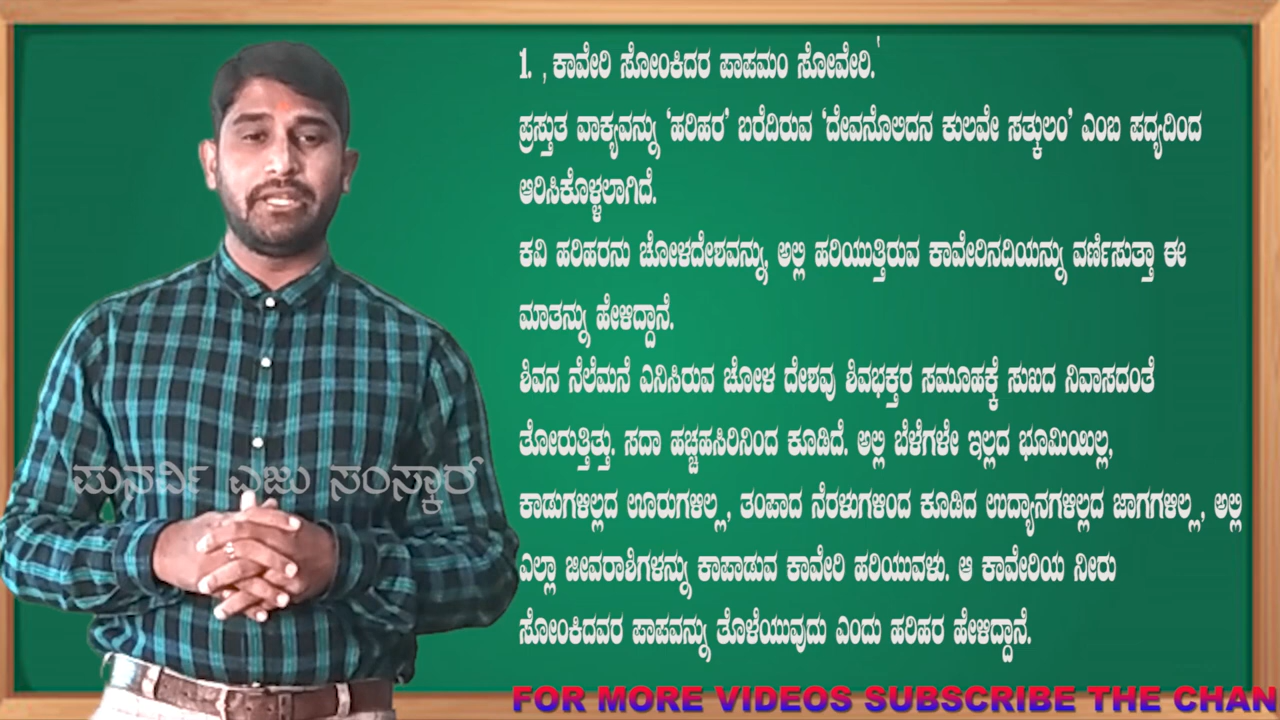 1. , ಕಾವೇರಿ ಸೋಂಕಿದರ ಪಾಪಮಂ ಸೋವೇರಿ.'
ಪ್ರಸ್ತುತ ವಾಕ್ಯವನ್ನು 'ಹರಿಹರ' ಬರೆದಿರುವ 'ದೇವನೊಲಿದನ ಕುಲವೇ ಸತ್ಕುಲಂ' ಎಂಬ ಪದ್ಯದಿಂದ
ಆರಿಸಿಕೊಳ್ಳಲಾಗಿದೆ.
ಕವಿ ಹರಿಹರನು ಚೋಳದೇಶವನ್ನು, ಅಲ್ಲಿ ಹರಿಯುತ್ತಿರುವ ಕಾವೇರಿನದಿಯನ್ನು ವರ್ಣಿಸುತ್ತಾ ಈ
ಮಾತನ್ನು ಹೇಳಿದ್ದಾನೆ.
ಶಿವನ ನೆಲೆಮನೆ ಎನಿಸಿರುವ ಚೋಳ ದೇಶವು ಶಿವಭಕ್ತರ ಸಮೂಹಕ್ಕೆ ಸುಖದ ನಿವಾಸದಂತೆ
ತೋರುತ್ತಿತ್ತು. ಸದಾ ಹಚ್ಚಹಸಿರಿನಿಂದ ಕೂಡಿದೆ. ಅಲ್ಲಿ ಬೆಳೆಗಳೇ ಇಲ್ಲದ ಭೂಮಿಯಿಲ್ಲ,
ಕಾಡುಗಳಿಲ್ಲದ ಊರುಗಳಿಲ್ಲ, ತಂಪಾದ ನೆರಳುಗಳಿಂದ ಕೂಡಿದ ಉದ್ಯಾನಗಳಿಲ್ಲದ ಜಾಗಗಳಿಲ್ಲ, ಅಲ್ಲಿ
ಎಲ್ಲಾ ಜೀವರಾಶಿಗಳನ್ನು ಕಾಪಾಡುವ ಕಾವೇರಿ ಹರಿಯುವಳು. ಆ ಕಾವೇರಿಯ ನೀರು
ಸೋಂಕಿದವರ ಪಾಪವನ್ನು ತೊಳೆಯುವುದು ಎಂದು ಹರಿಹರ ಹೇಳಿದ್ದಾನೆ.
ಪುನರ್ವಿ ಎಜು ಸಂಸ್ಕಾರ್
FOR MORE VIDEOS SUBSCRIBE THE CHAN